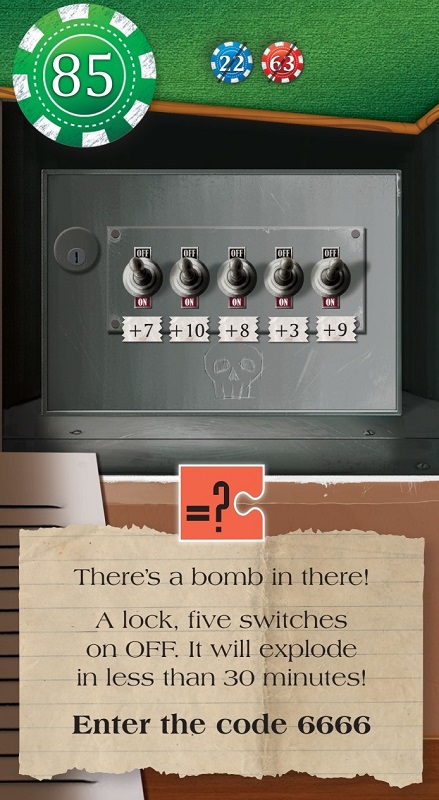 85
22 63
OFF OFF OFF OFF OFF
ON ON ON ON ON
+7 +10 +8 +3 +9
=?
There's a bomb in there!
A lock, five switches
on OFF. It will explode
in less than 30 minutes!
Enter the code 6666